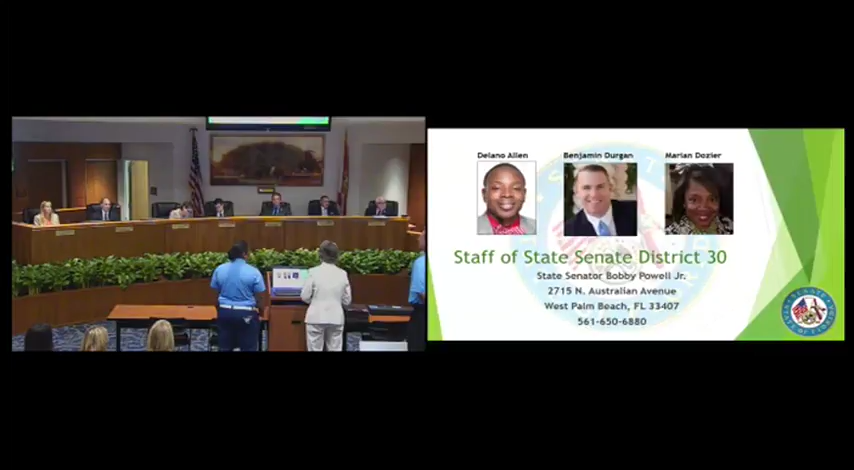 Delano Allen
Benjamin Durgan
Marian Dozier
Staff of State Senate District 30
State Senator Bobby Powell Jr.
2715 N. Australian Avenue
West Palm Beach, FL 33407
561-650-6880